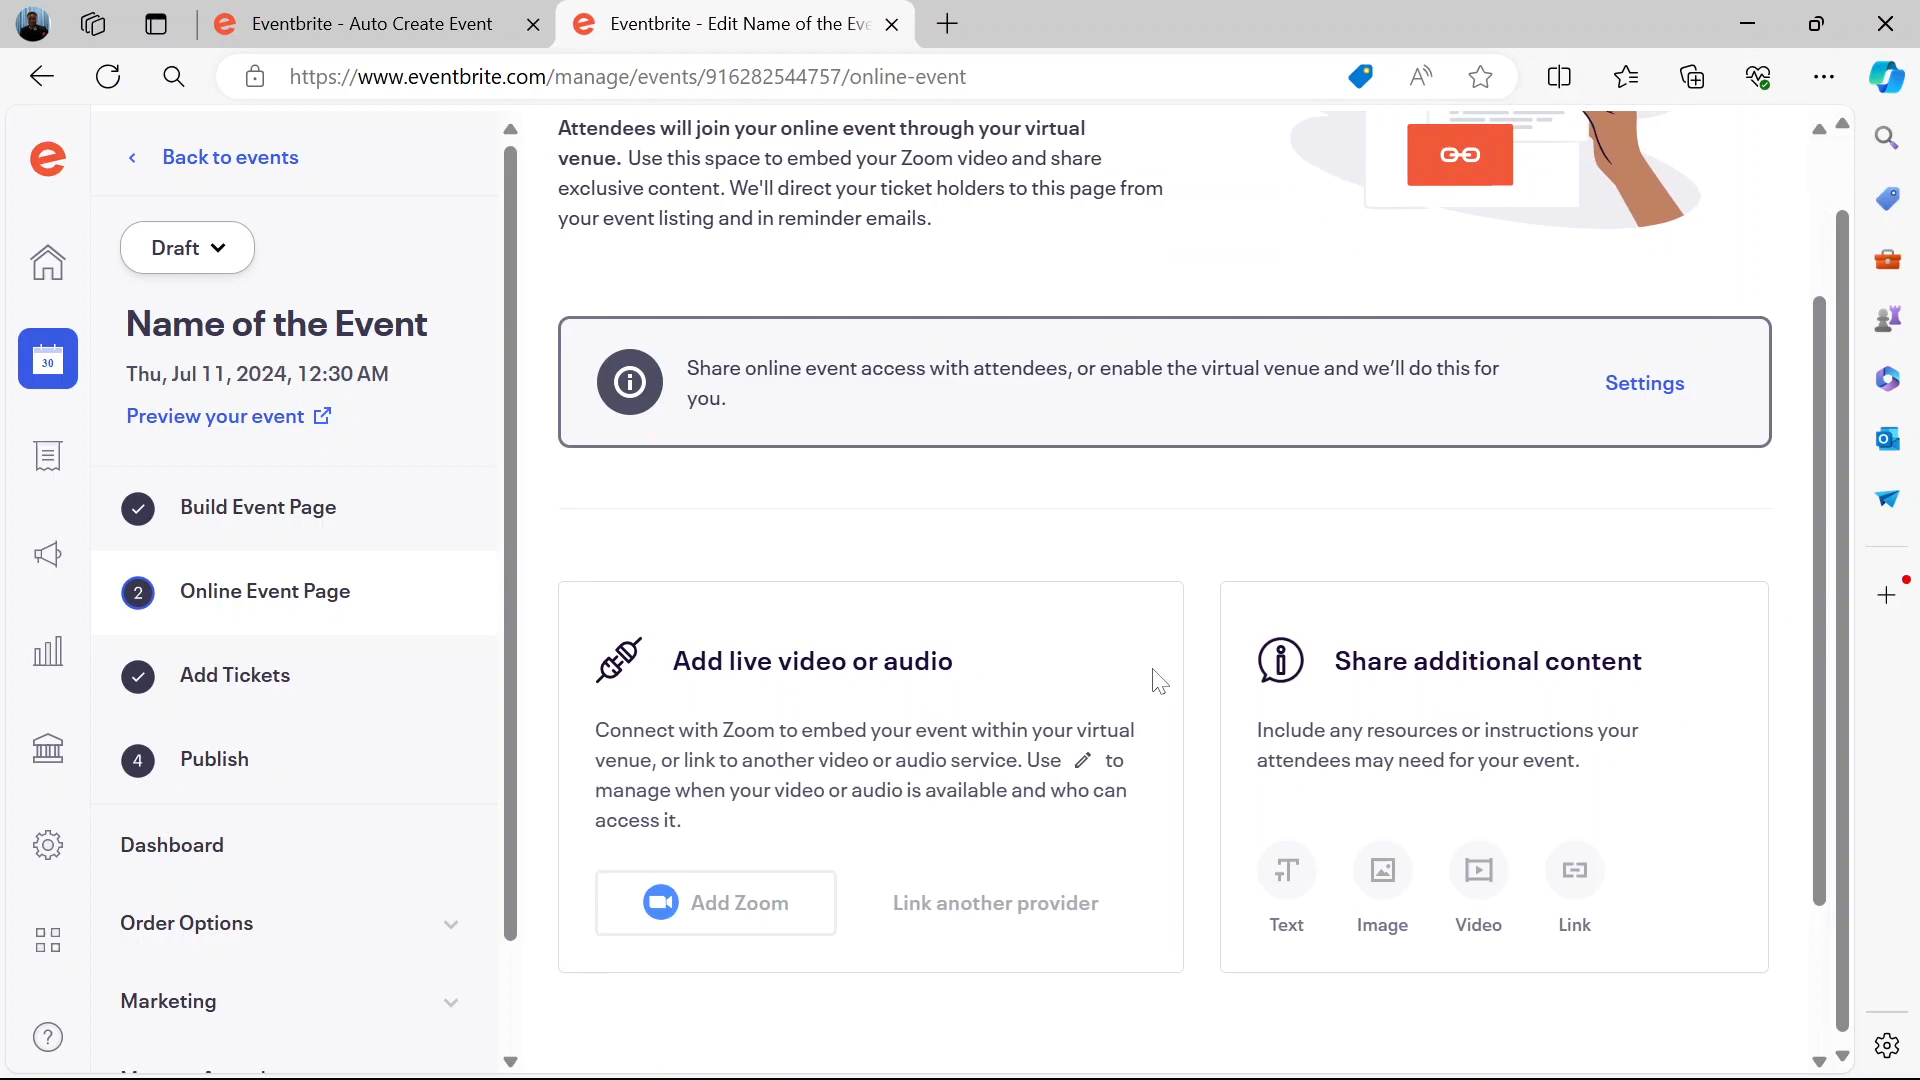 Eventbrite - Auto Create Event
Eventbrite - Edit Name of the Eve
https://www.eventbrite.com/manage/events/916282544757/online-event
Back to events
Draft
Name of the Event
Thu, Jul 11, 2024, 12:30 AM
Preview your event
Build Event Page
2 Online Event Page
Add Tickets
4 Publish
Dashboard
Order Options
Marketing
30
Attendees will join your online event through your virtual
venue. Use this space to embed your Zoom video and share
exclusive content. We'll direct your ticket holders to this page from
your event listing and in reminder emails.
Share online event access with attendees, or enable the virtual venue and we’ll do this for
you.
Settings
Add live video or audio
Connect with Zoom to embed your event within your virtual
venue, or link to another video or audio service. Use to
manage when your video or audio is available and who can
access it.
Add Zoom
Link another provider
Share additional content
Include any resources or instructions your
attendees may need for your event.
Text
Image
Video
Link